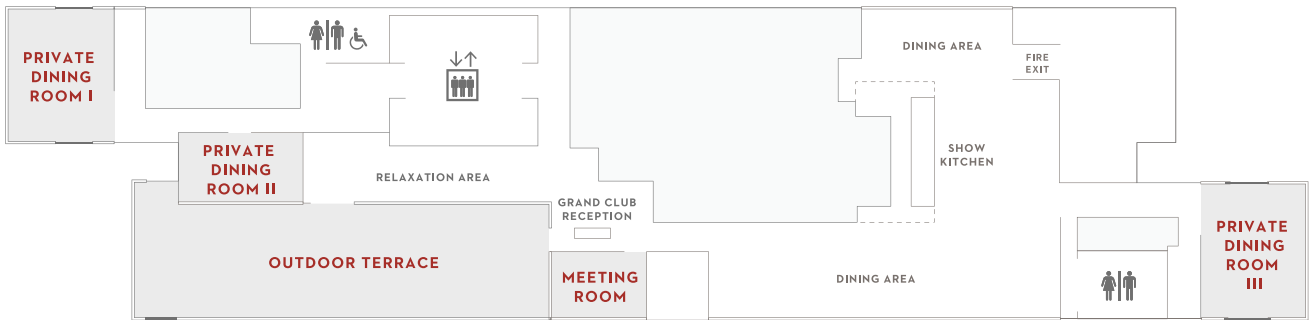 PRIVATE
DINING
ROOM I
DINING AREA
FIRE
EXIT
PRIVATE
DINING
ROOM II
RELAXATION AREA
SHOW
KITCHEN
GRAND CLUB
RECEPTION
OUTDOOR TERRACE
MEETING
ROOM
DINING AREA
PRIVATE
DINING
ROOM
III